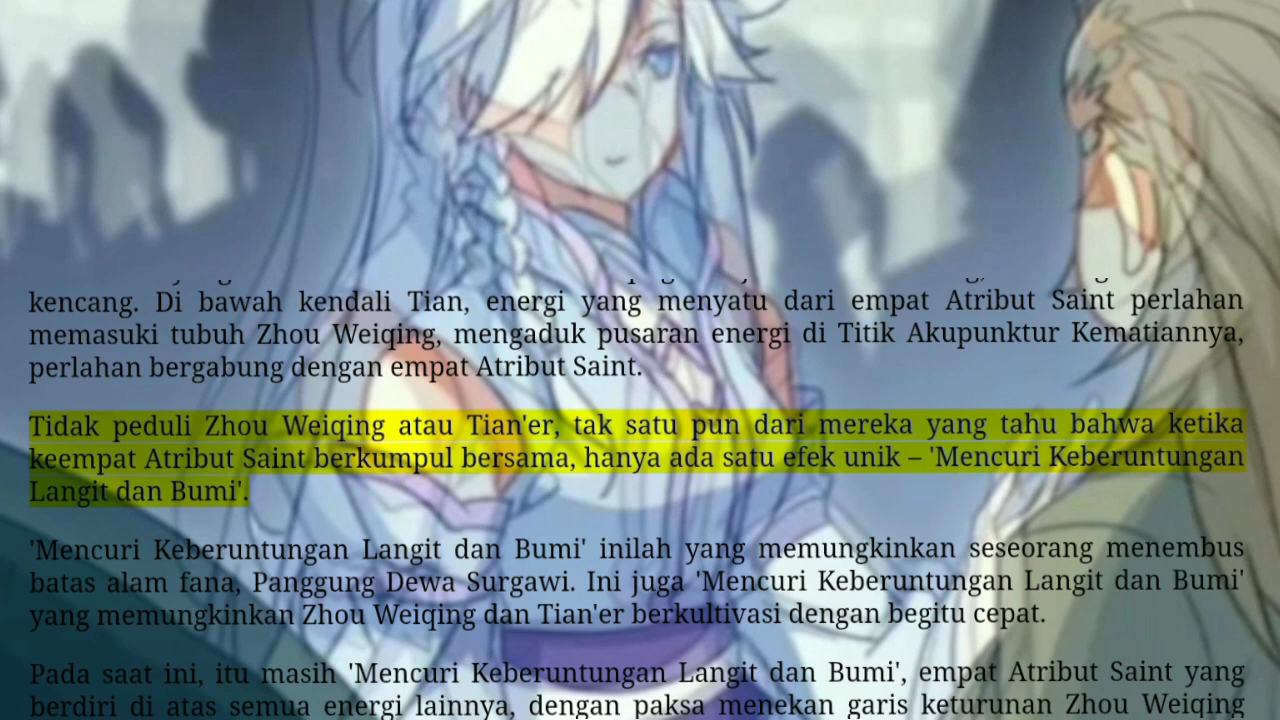 kencang. Di bawah kendali Tian, energi yang menyatu dari empat Atribut Saint perlahan
memasuki tubuh Zhou Weiqing, mengaduk pusaran energi di Titik Akupunktur Kematiannya,
perlahan bergabung dengan empat Atribut Saint.
Tidak peduli Zhou Weiqing atau Tian'er, tak satu pun dari mereka yang tahu bahwa ketika
keempat Atribut Saint berkumpul bersama, hanya ada satu efek unik – 'Mencuri Keberuntungan
Langit dan Bumi'.
'Mencuri Keberuntungan Langit dan Bumi' inilah yang memungkinkan seseorang menembus
batas alam fana, Panggung Dewa Surgawi. Ini juga 'Mencuri Keberuntungan Langit dan Bumi'
yang memungkinkan Zhou Weiqing dan Tian'er berkultivasi dengan begitu cepat.
Pada saat ini, itu masih 'Mencuri Keberuntungan Langit dan Bumi', empat Atribut Saint yang
berdiri di atas semua energi lainnya, dengan paksa menekan garis keturunan Zhou Weiqing